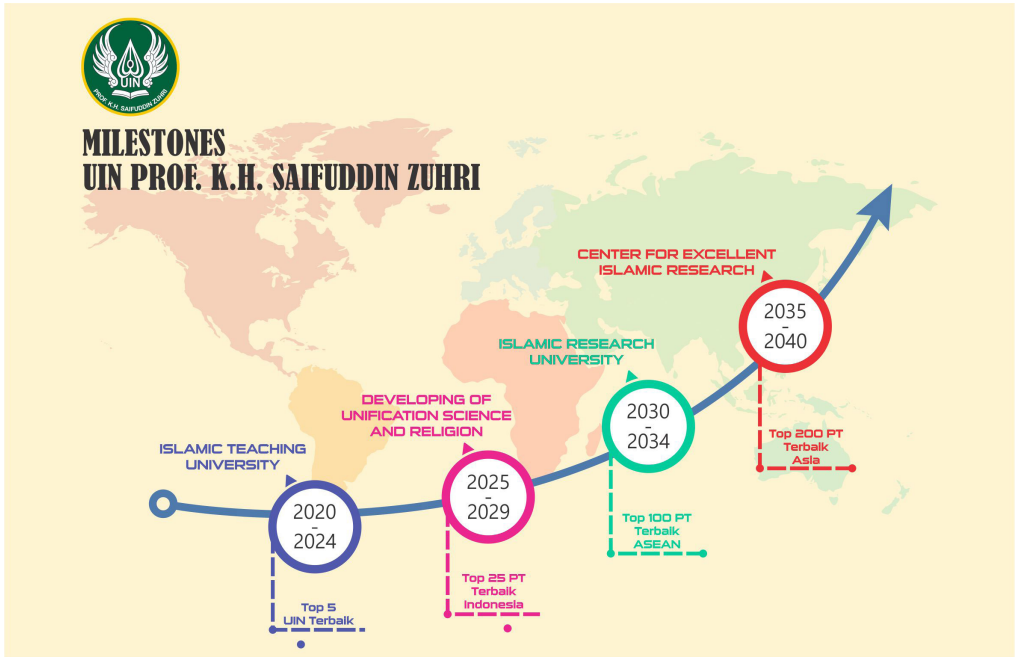 UIN
PROF. K.H. SAIFUDDIN ZUHRI
MILESTONES
UIN PROF. K.H. SAIFUDDIN ZUHRI
ISLAMIC TEACHING
UNIVERSITY
2020
-
2024
Top 5
UIN Terbaik
DEVELOPING OF
UNIFICATION SCIENCE
AND RELIGION
2025
-
2029
Top 25 PT
Terbaik
Indonesia
ISLAMIC RESEARCH
UNIVERSITY
2030
-
2034
Top 100 PT
Terbaik
ASEAN
CENTER FOR EXCELLENT
ISLAMIC RESEARCH
2035
-
2040
Top 200 PT
Terbaik
Asia